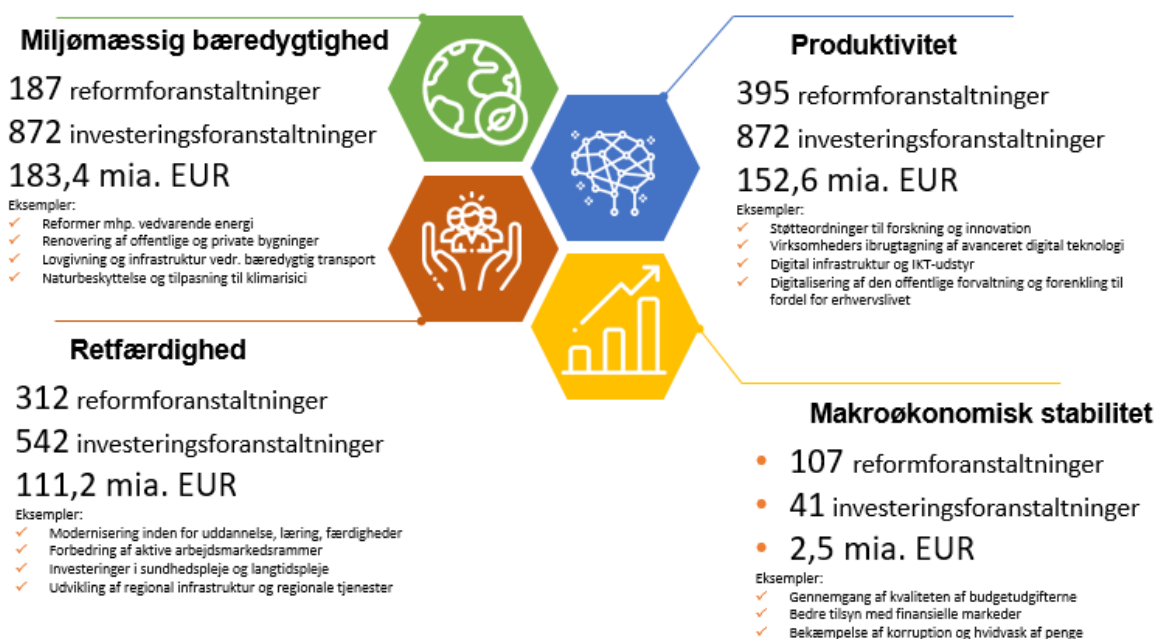 Miljømæssig bæredygtighed
187 reformforanstaltninger
872 investeringsforanstaltninger
183,4 mia. EUR
Eksempler:
✓ Reformer mhp. vedvarende energi
✓ Renovering af offentlige og private bygninger
✓ Lovgivning og infrastruktur vedr. bæredygtig transport
✓ Naturbeskyttelse og tilpasning til klimarisici
Produktivitet
395 reformforanstaltninger
872 investeringsforanstaltninger
152,6 mia. EUR
Eksempler:
✓ Støtteordninger til forskning og innovation
✓ Virksomheders ibrugtagning af avanceret digital teknologi
✓ Digital infrastruktur og IKT-udstyr
✓ Digitalisering af den offentlige forvaltning og forenkling til
fordel for erhvervslivet
Retfærdighed
312 reformforanstaltninger
542 investeringsforanstaltninger
111,2 mia. EUR
Eksempler:
✓ Modernisering inden for uddannelse, læring, færdigheder
✓ Forbedring af aktive arbejdsmarkedsrammer
✓ Investeringer i sundhedspleje og langtidspleje
✓ Udvikling af regional infrastruktur og regionale tjenester
Makroøkonomisk stabilitet
• 107 reformforanstaltninger
• 41 investeringsforanstaltninger
• 2,5 mia. EUR
Eksempler:
✓ Gennemgang af kvaliteten af budgetudgifterne
✓ Bedre tilsyn med finansielle markeder
✓ Bekæmpelse af korruption og hvidvask af penge